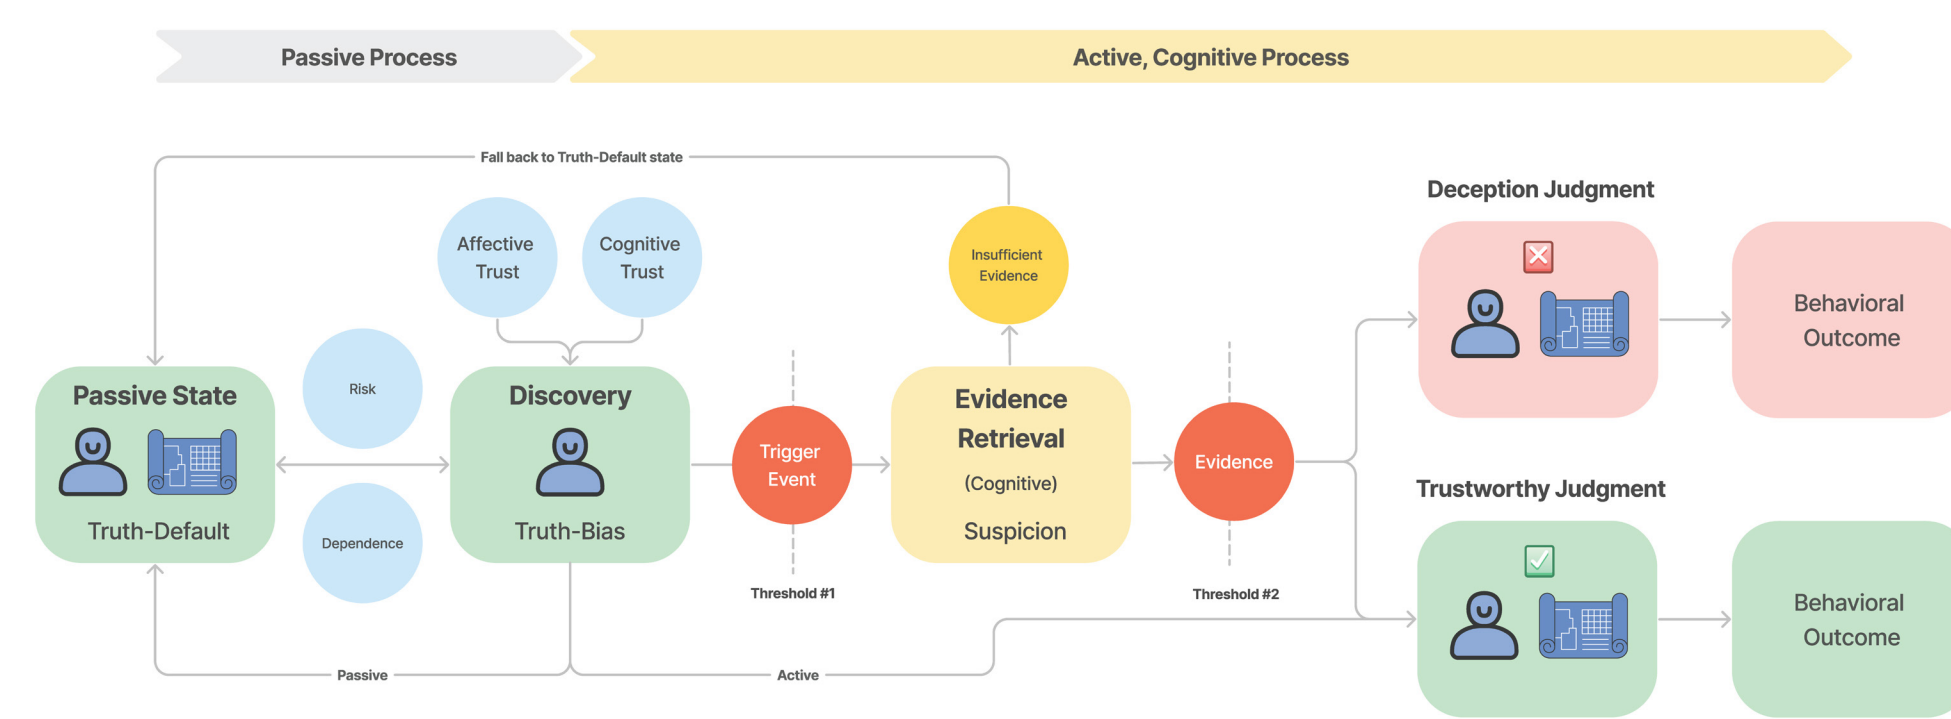 Passive Process
Active, Cognitive Process
Fall back to Truth-Default state
Deception Judgment
Affective
Trust
Cognitive
Trust
Insufficient
Evidence
Behavioral
Outcome
Risk
Passive State
Truth-Default
Discovery
Truth-Bias
Trigger
Event
Evidence
Retrieval
(Cognitive)
Suspicion
Evidence
Dependence
Threshold #1
Threshold #2
Trustworthy Judgment
Behavioral
Outcome
Passive
Active